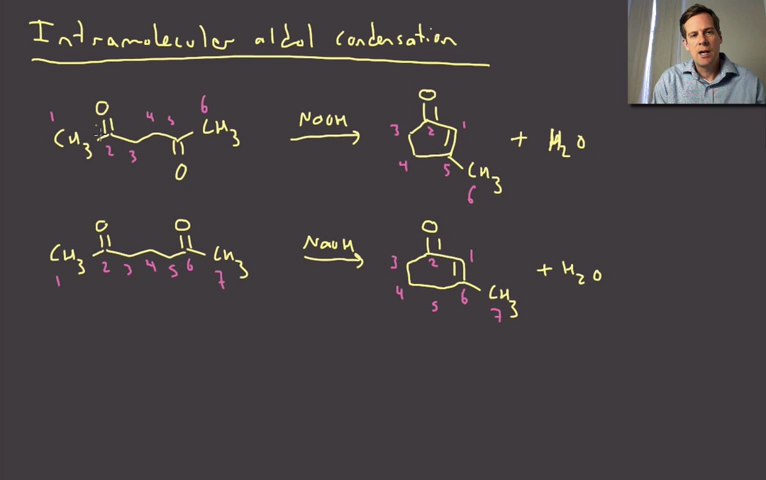 Intramolecular aldol condensation
1 O 4 5 6 O
CH3 2 3 CH3 NaOH 3 2 1 + H2O
O 4 5 CH3
6
O O O
CH3 CH3 NaOH 3 2 1 + H2O
1 2 3 4 5 6 7 4 5 6 CH3
7